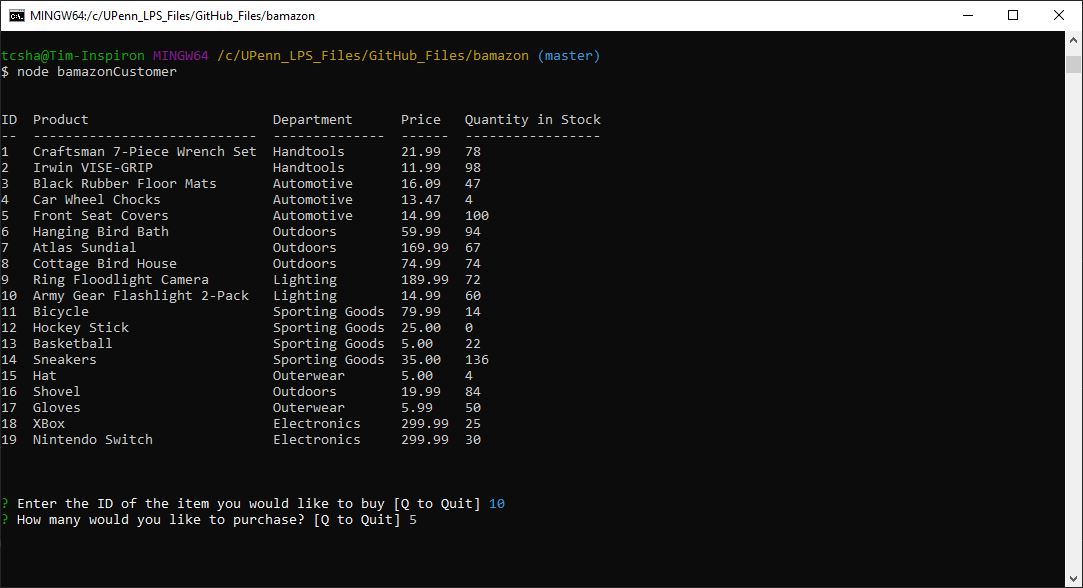 MINGW64:/c/UPenn_LPS_Files/GitHub_Files/bamazon
tcsha@Tim-Inspiron MINGW64 /c/UPenn_LPS_Files/GitHub_Files/bamazon (master)
$ node bamazonCustomer
ID  Product                       Department      Price   Quantity in Stock
--  ----------------------------  --------------  ------  -----------------
1   Craftsman 7-Piece Wrench Set  Handtools       21.99   78
2   Irwin VISE-GRIP               Handtools       11.99   98
3   Black Rubber Floor Mats       Automotive      16.09   47
4   Car Wheel Chocks              Automotive      13.47   4
5   Front Seat Covers             Automotive      14.99   100
6   Hanging Bird Bath             Outdoors        59.99   94
7   Atlas Sundial                 Outdoors        169.99  67
8   Cottage Bird House            Outdoors        74.99   74
9   Ring Floodlight Camera        Lighting        189.99  72
10  Army Gear Flashlight 2-Pack   Lighting        14.99   60
11  Bicycle                       Sporting Goods  79.99   14
12  Hockey Stick                  Sporting Goods  25.00   0
13  Basketball                    Sporting Goods  5.00    22
14  Sneakers                      Sporting Goods  35.00   136
15  Hat                           Outerwear       5.00    4
16  Shovel                        Outdoors        19.99   84
17  Gloves                        Outerwear       5.99    50
18  XBox                          Electronics     299.99  25
19  Nintendo Switch               Electronics     299.99  30
? Enter the ID of the item you would like to buy [Q to Quit] 10
? How many would you like to purchase? [Q to Quit] 5